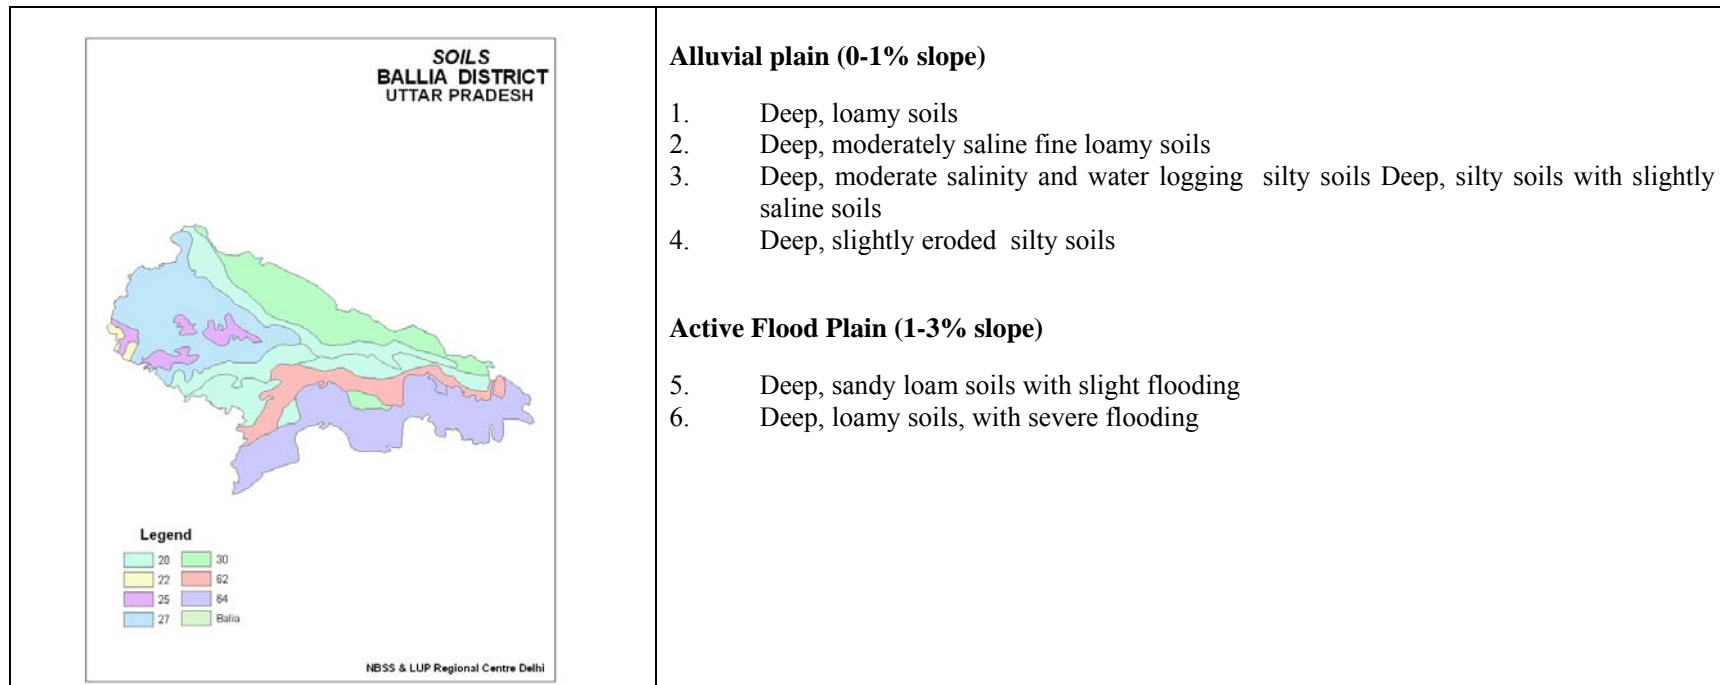 SOILS
BALLIA DISTRICT
UTTAR PRADESH
Legend
20
30
22
62
25
64
27
Balia
NBSS & LUP Regional Centre Delhi
Alluvial plain (0-1% slope)
1. Deep, loamy soils
2. Deep, moderately saline fine loamy soils
3. Deep, moderate salinity and water logging silty soils Deep, silty soils with slightly
saline soils
4. Deep, slightly eroded silty soils
Active Flood Plain (1-3% slope)
5. Deep, sandy loam soils with slight flooding
6. Deep, loamy soils, with severe flooding